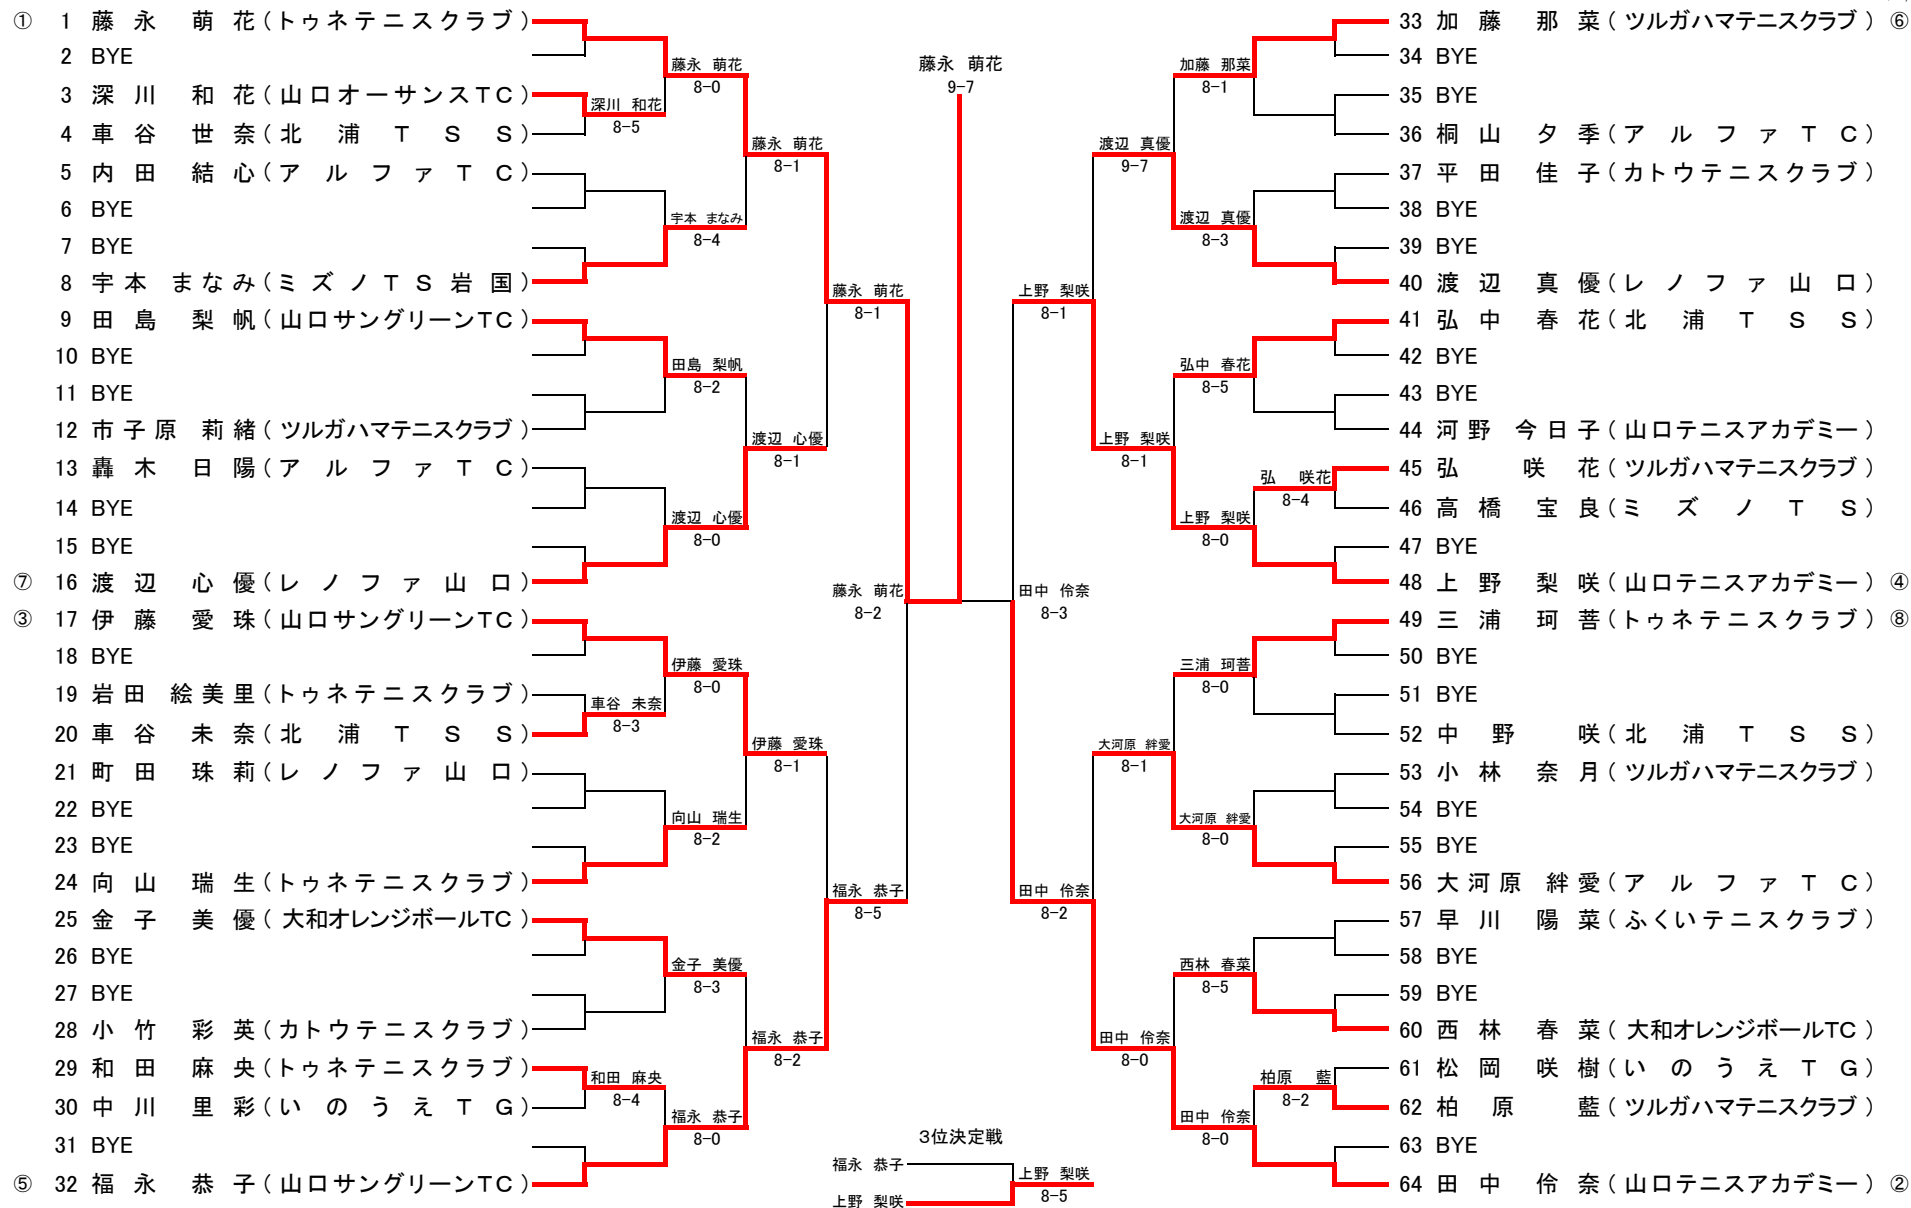 ① 1 藤永 萌花(トゥネテニスクラブ)
2 BYE
3 深川 和花(山口オーサンスTC)
4 車谷 世奈(北浦TSS)
5 内田 結心(アルファTC)
6 BYE
7 BYE
8 宇本 まなみ(ミズノTS岩国)
9 田島 梨帆(山口サングリーンTC)
10 BYE
11 BYE
12 市子原 莉緒(ツルガハマテニスクラブ)
13 轟木 日陽(アルファTC)
14 BYE
15 BYE
⑦ 16 渡辺 心優(レノファ山口)
③ 17 伊藤 愛珠(山口サングリーンTC)
18 BYE
19 岩田 絵美里(トゥネテニスクラブ)
20 車谷 未奈(北浦TSS)
21 町田 珠莉(レノファ山口)
22 BYE
23 BYE
24 向山 瑞生(トゥネテニスクラブ)
25 金子 美優(大和オレンジボールTC)
26 BYE
27 BYE
28 小竹 彩英(カトウテニスクラブ)
29 和田 麻央(トゥネテニスクラブ)
30 中川 里彩(いのうえTG)
31 BYE
⑤ 32 福永 恭子(山口サングリーンTC)
深川 和花
8-5
車谷 未奈
8-3
和田 麻央
8-4
藤永 萌花
8-0
宇本 まなみ
8-4
田島 梨帆
8-2
渡辺 心優
8-0
伊藤 愛珠
8-0
向山 瑞生
8-2
金子 美優
8-3
福永 恭子
8-0
藤永 萌花
8-1
渡辺 心優
8-1
伊藤 愛珠
8-1
福永 恭子
8-2
藤永 萌花
8-1
福永 恭子
8-5
藤永 萌花
8-2
藤永 萌花
9-7
田中 伶奈
8-3
上野 梨咲
8-1
田中 伶奈
8-2
渡辺 真優
9-7
上野 梨咲
8-1
大河原 絆愛
8-1
田中 伶奈
8-0
加藤 那菜
8-1
渡辺 真優
8-3
弘中 春花
8-5
上野 梨咲
8-0
三浦 珂菩
8-0
大河原 絆愛
8-0
西林 春菜
8-5
田中 伶奈
8-0
弘 咲花
8-4
柏原 藍
8-2
33 加藤 那菜(ツルガハマテニスクラブ) ⑥
34 BYE
35 BYE
36 桐山 夕季(アルファTC)
37 平田 佳子(カトウテニスクラブ)
38 BYE
39 BYE
40 渡辺 真優(レノファ山口)
41 弘中 春花(北浦TSS)
42 BYE
43 BYE
44 河野 今日子(山口テニスアカデミー)
45 弘 咲花(ツルガハマテニスクラブ)
46 高橋 宝良(ミズノTS)
47 BYE
48 上野 梨咲(山口テニスアカデミー) ④
49 三浦 珂菩(トゥネテニスクラブ) ⑧
50 BYE
51 BYE
52 中野 咲(北浦TSS)
53 小林 奈月(ツルガハマテニスクラブ)
54 BYE
55 BYE
56 大河原 絆愛(アルファTC)
57 早川 陽菜(ふくいテニスクラブ)
58 BYE
59 BYE
60 西林 春菜(大和オレンジボールTC)
61 松岡 咲樹(いのうえTG)
62 柏原 藍(ツルガハマテニスクラブ)
63 BYE
64 田中 伶奈(山口テニスアカデミー) ②
3位決定戦
福永 恭子
上野 梨咲
上野 梨咲
8-5